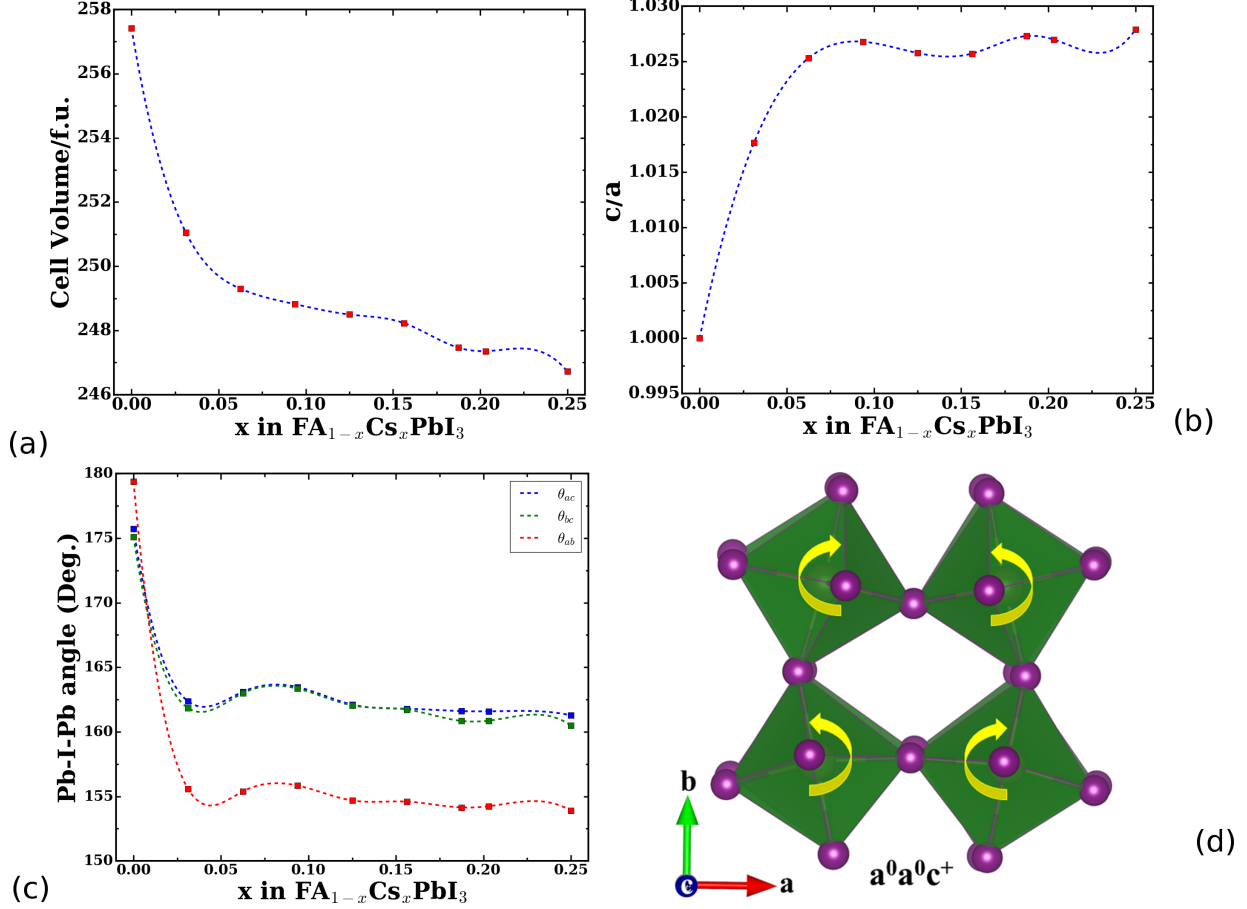 258
256
254
252
250
248
246
Cell Volume/f.u.
0.00 0.05 0.10 0.15 0.20 0.25
x in FA₁₋ₓCsₓPbI₃
(a)
1.030
1.025
1.020
1.015
1.010
1.005
1.000
0.995
c/a
0.00 0.05 0.10 0.15 0.20 0.25
x in FA₁₋ₓCsₓPbI₃
(b)
180
175
170
165
160
155
150
Pb-I-Pb angle (Deg.)
θac
θbc
θab
0.00 0.05 0.10 0.15 0.20 0.25
x in FA₁₋ₓCsₓPbI₃
(c)
b
a
a⁰a⁰c⁺
(d)